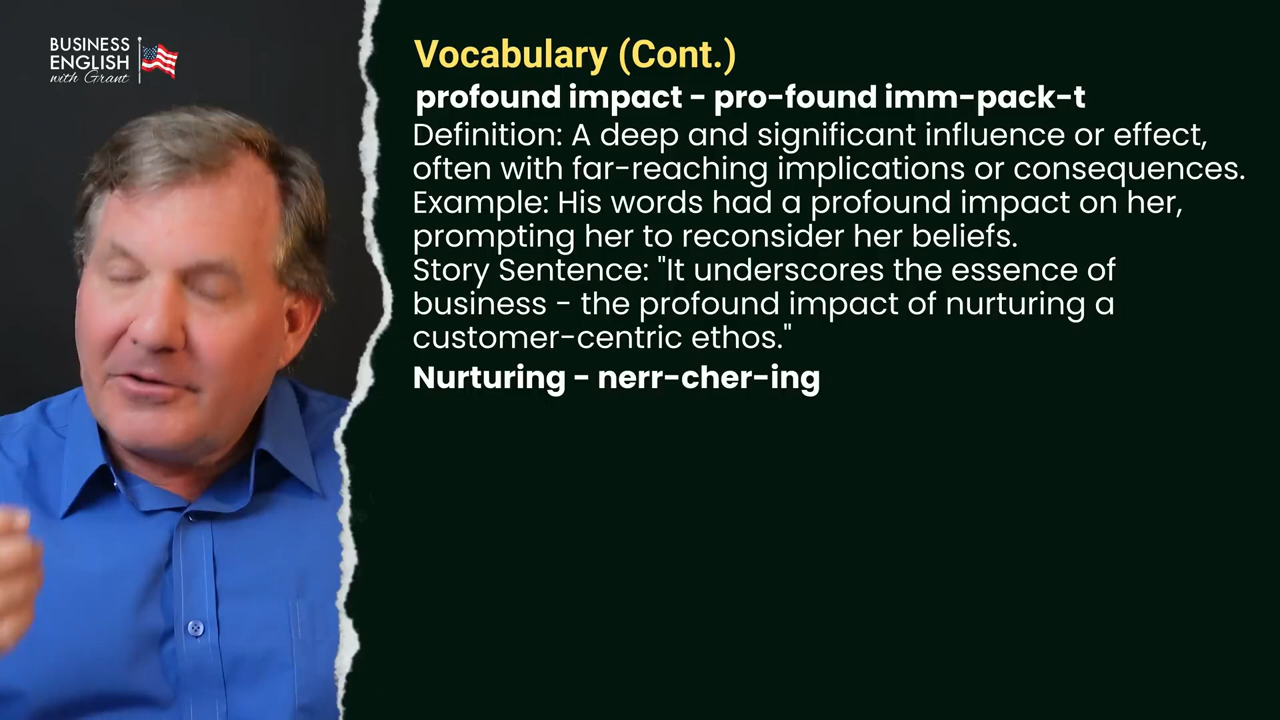 BUSINESS
ENGLISH
with Grant
Vocabulary (Cont.)
profound impact - pro-found imm-pack-t
Definition: A deep and significant influence or effect,
often with far-reaching implications or consequences.
Example: His words had a profound impact on her,
prompting her to reconsider her beliefs.
Story Sentence: "It underscores the essence of
business - the profound impact of nurturing a
customer-centric ethos."
Nurturing - nerr-cher-ing